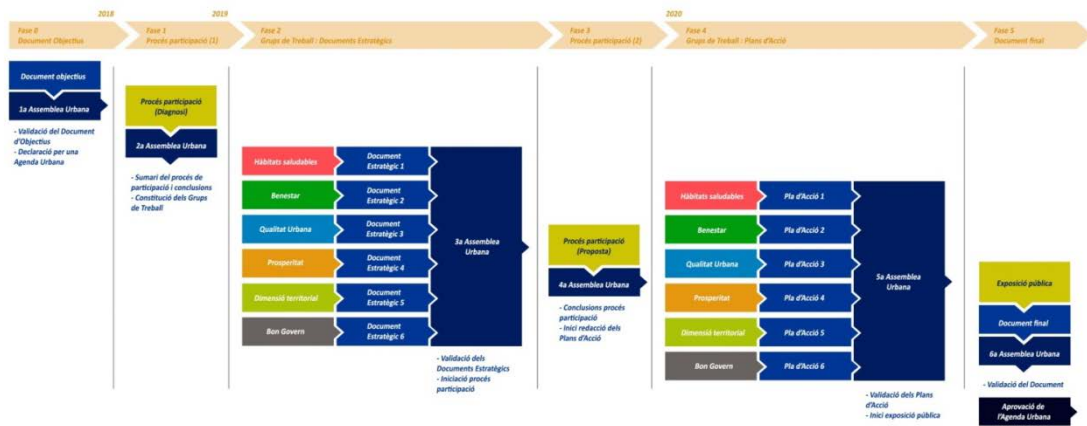 2018
2019
2020
Fase 0
Document Objectius
Fase 1
Procés participació (1)
Fase 2
Grups de Treball : Documents Estratègics
Fase 3
Procés participació (2)
Fase 4
Grups de Treball : Plans d'Acció
Fase 5
Document final
Document objectius
1a Assemblea Urbana
- Validació del Document
d'Objectius
- Declaració per una
Agenda Urbana
Procés participació
(Diagnosi)
2a Assemblea Urbana
- Sumari del procés de
participació i conclusions
- Constitució dels Grups
de Treball
Hàbitats saludables
Document
Estratègic 1
Benestar
Document
Estratègic 2
Qualitat Urbana
Document
Estratègic 3
Prosperitat
Document
Estratègic 4
Dimensió territorial
Document
Estratègic 5
Bon Govern
Document
Estratègic 6
3a Assemblea
Urbana
- Validació dels
Documents Estratègics
- Iniciació procés
participació
Procés participació
(Proposta)
4a Assemblea Urbana
- Conclusions procés
participació
- Inici redacció dels
Plans d'Acció
Hàbitats saludables
Pla d'Acció 1
Benestar
Pla d'Acció 2
Qualitat Urbana
Pla d'Acció 3
Prosperitat
Pla d'Acció 4
Dimensió territorial
Pla d'Acció 5
Bon Govern
Pla d'Acció 6
5a Assemblea
Urbana
- Validació dels Plans
d'Acció
- Inici exposició pública
Exposició pública
Document final
6a Assemblea Urbana
- Validació del Document
Aprovació de
l'Agenda Urbana